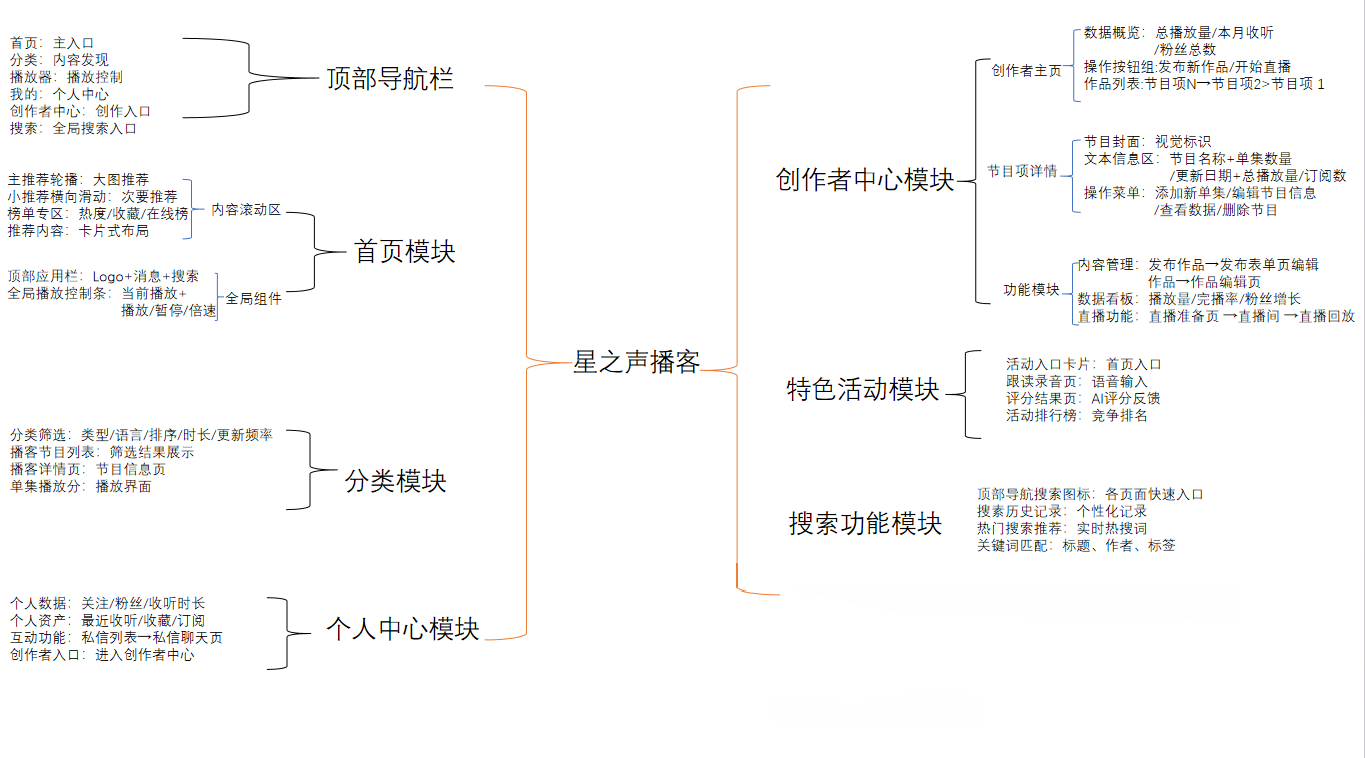 首页：主入口
分类：内容发现
播放器：播放控制
我的：个人中心
创作者中心：创作入口
搜索：全局搜索入口
顶部导航栏
主推荐轮播：大图推荐
小推荐横向滑动：次要推荐
榜单专区：热度/收藏/在线榜
推荐内容：卡片式布局
内容滚动区
顶部应用栏：Logo+消息+搜索
全局播放控制条：当前播放+
播放/暂停/倍速
全局组件
首页模块
分类筛选：类型/语言/排序/时长/更新频率
播客节目列表：筛选结果展示
播客详情页：节目信息页
单集播放分：播放界面
分类模块
个人数据：关注/粉丝/收听时长
个人资产：最近收听/收藏/订阅
互动功能：私信列表→私信聊天页
创作者入口：进入创作者中心
个人中心模块
星之声播客
创作者中心模块
创作者主页
数据概览：总播放量/本月收听
/粉丝总数
操作按钮组:发布新作品/开始直播
作品列表:节目项N→节目项2>节目项 1
节目项详情
节目封面：视觉标识
文本信息区：节目名称+单集数量
/更新日期+总播放量/订阅数
操作菜单：添加新单集/编辑节目信息
/查看数据/删除节目
功能模块
内容管理：发布作品→发布表单页编辑
作品→作品编辑页
数据看板：播放量/完播率/粉丝增长
直播功能：直播准备页 →直播间 →直播回放
特色活动模块
活动入口卡片：首页入口
跟读录音页：语音输入
评分结果页：AI评分反馈
活动排行榜：竞争排名
搜索功能模块
顶部导航搜索图标：各页面快速入口
搜素历史记录：个性化记录
热门搜索推荐：实时热搜词
关键词匹配：标题、作者、标签